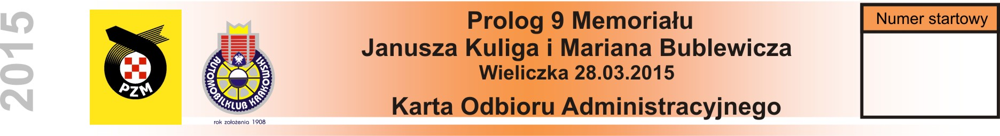 2015
PZM
AUTOMOBILKLUB KRAKOWSKI
rok założenia 1908
Prolog 9 Memoriału
Janusza Kuliga i Mariana Bublewicza
Wieliczka 28.03.2015
Karta Odbioru Administracyjnego
Numer startowy